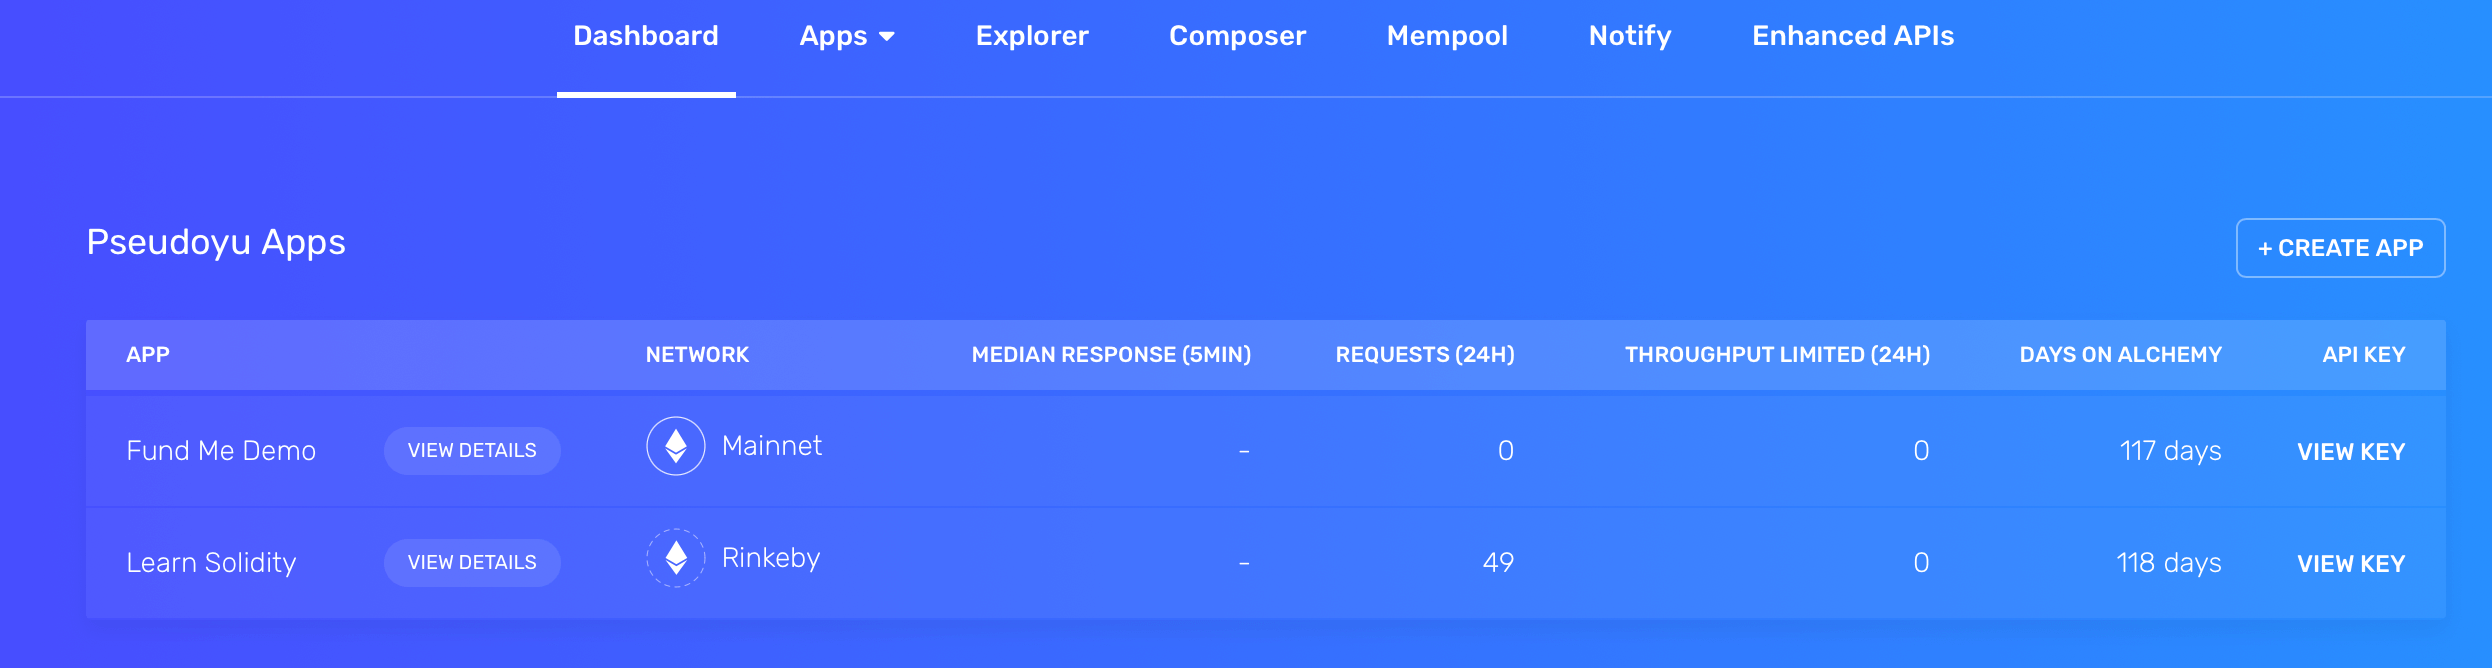 Dashboard Apps Explorer Composer Mempool Notify Enhanced APIs
Pseudoyu Apps + CREATE APP
APP NETWORK MEDIAN RESPONSE (5MIN) REQUESTS (24H) THROUGHPUT LIMITED (24H) DAYS ON ALCHEMY API KEY
Fund Me Demo VIEW DETAILS Mainnet - 0 0 117 days VIEW KEY
Learn Solidity VIEW DETAILS Rinkeby - 49 0 118 days VIEW KEY